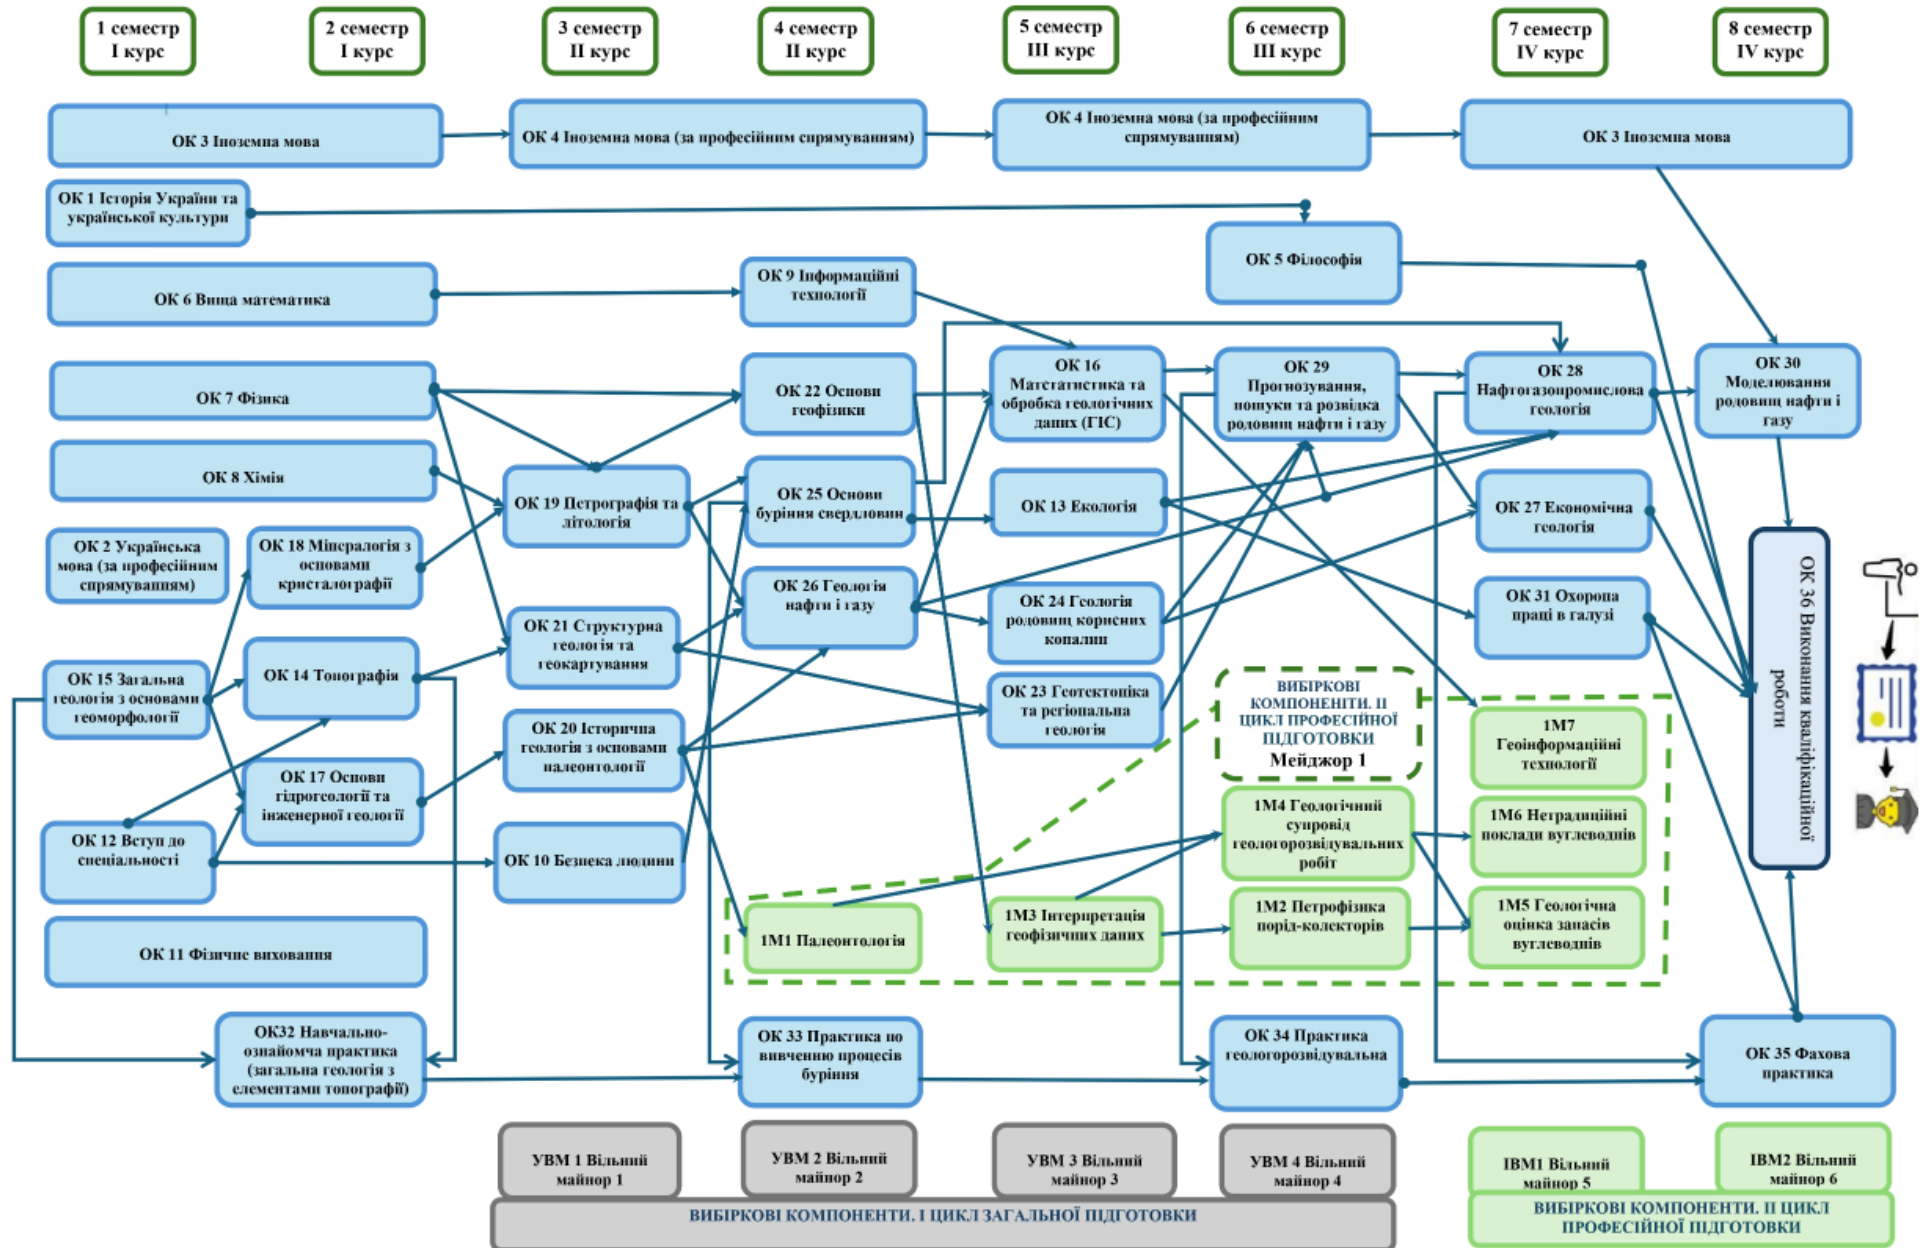 1 семестр
І курс
2 семестр
І курс
3 семестр
ІІ курс
4 семестр
ІІ курс
5 семестр
ІІІ курс
6 семестр
ІІІ курс
7 семестр
IV курс
8 семестр
IV курс
ОК 3 Іноземна мова
ОК 4 Іноземна мова (за професійним спрямуванням)
ОК 4 Іноземна мова (за професійним
спрямуванням)
ОК 3 Іноземна мова
ОК 1 Історія України та
української культури
ОК 5 Філософія
ОК 6 Вища математика
ОК 9 Інформаційні
технології
ОК 7 Фізика
ОК 22 Основи
геофізики
ОК 16
Матстатистика та
обробка геологічних
даних (ГІС)
ОК 29
Прогнозування,
пошуки та розвідка
родовищ нафти і газу
ОК 28
Нафтогазопромислова
геологія
ОК 30
Моделювання
родовищ нафти і
газу
ОК 8 Хімія
ОК 19 Петрографія та
літологія
ОК 25 Основи
буріння свердловин
ОК 13 Екологія
ОК 27 Економічна
геологія
ОК 2 Українська
мова (за професійним
спрямуванням)
ОК 18 Мінералогія з
основами
кристалографії
ОК 26 Геологія
нафти і газу
ОК 24 Геологія
родовищ корисних
копалин
ОК 31 Охорона
праці в галузі
ОК 36 Виконання кваліфікаційної
роботи
ОК 21 Структурна
геологія та
геокартування
ОК 15 Загальна
геологія з основами
геоморфології
ОК 14 Топографія
ОК 23 Геотектоніка
та регіональна
геологія
ВИБІРКОВІ
КОМПОНЕНІТИ. ІІ
ЦИКЛ ПРОФЕСІЙНОЇ
ПІДГОТОВКИ
Мейджор 1
1М7
Геоінформаційні
технології
ОК 20 Історична
геологія з основами
палеонтології
ОК 17 Основи
гідрогеології та
інженерної геології
1М4 Геологічний
супровід
геологорозвідувальних
робіт
1М6 Нетрадиційні
поклади вуглеводнів
ОК 12 Вступ до
спеціальності
ОК 10 Безпека людини
1М1 Палеонтологія
1М3 Інтерпретація
геофізичних даних
1М2 Петрофізика
порід-колекторів
1М5 Геологічна
оцінка запасів
вуглеводнів
ОК 11 Фізичне виховання
ОК32 Навчально-
ознайомча практика
(загальна геологія з
елементами топографії)
ОК 33 Практика по
вивченню процесів
буріння
ОК 34 Практика
геологорозвідувальна
ОК 35 Фахова
практика
УВМ 1 Вільний
майнор 1
УВМ 2 Вільний
майнор 2
УВМ 3 Вільний
майнор 3
УВМ 4 Вільний
майнор 4
ІВМ1 Вільний
майнор 5
ІВМ2 Вільний
майнор 6
ВИБІРКОВІ КОМПОНЕНТИ. І ЦИКЛ ЗАГАЛЬНОЇ ПІДГОТОВКИ
ВИБІРКОВІ КОМПОНЕНТИ. ІІ ЦИКЛ
ПРОФЕСІЙНОЇ ПІДГОТОВКИ